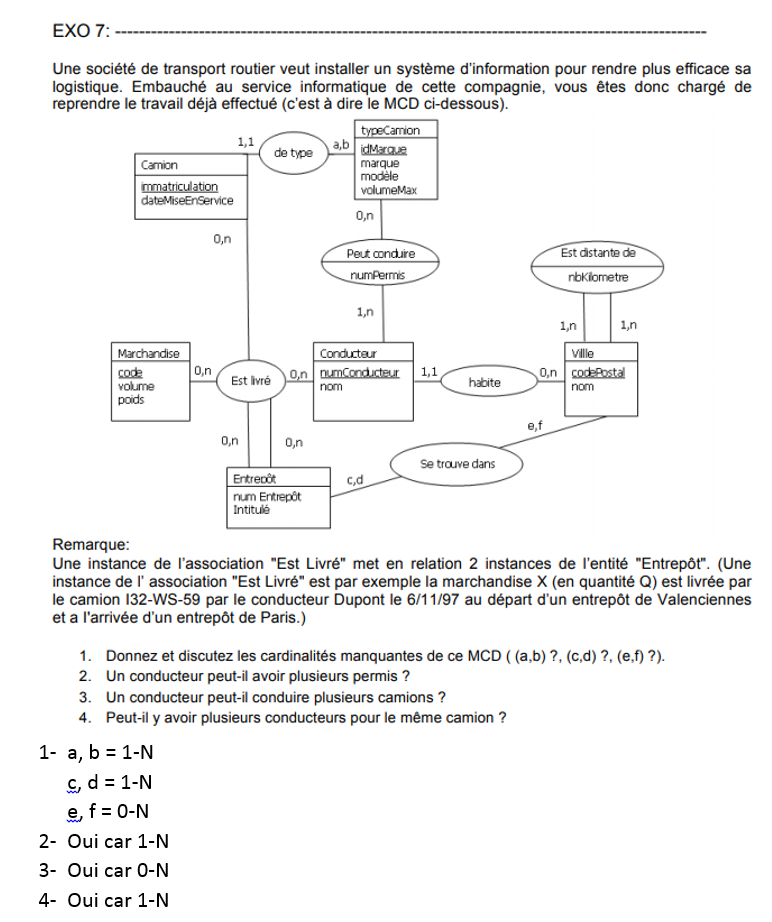 EXO 7: ------------------------------------------------------------
Une société de transport routier veut installer un système d'information pour rendre plus efficace sa
logistique. Embauché au service informatique de cette compagnie, vous êtes donc chargé de
reprendre le travail déjà effectué (c'est à dire le MCD ci-dessous).
typeCamion
1,1
de type
a,b
idMarque
marque
modèle
volumeMax
Camion
immatriculation
dateMiseEnService
0,n
0,n
Peut conduire
numPermis
Est distante de
nbKilometre
1,n
1,n
1,n
Marchandise
code
volume
poids
0,n
Est livré
0,n
Conducteur
numConducteur
nom
1,1
habite
0,n
Villle
codePostal
nom
0,n
0,n
e,f
Se trouve dans
c,d
Entrepôt
num Entrepôt
Intitulé
Remarque:
Une instance de l'association "Est Livré" met en relation 2 instances de l'entité "Entrepôt". (Une
instance de l' association "Est Livré" est par exemple la marchandise X (en quantité Q) est livrée par
le camion I32-WS-59 par le conducteur Dupont le 6/11/97 au départ d'un entrepôt de Valenciennes
et a l'arrivée d'un entrepôt de Paris.)
1. Donnez et discutez les cardinalités manquantes de ce MCD ( (a,b) ?, (c,d) ?, (e,f) ?).
2. Un conducteur peut-il avoir plusieurs permis ?
3. Un conducteur peut-il conduire plusieurs camions ?
4. Peut-il y avoir plusieurs conducteurs pour le même camion ?
1- a, b = 1-N
c, d = 1-N
e, f = 0-N
2- Oui car 1-N
3- Oui car 0-N
4- Oui car 1-N